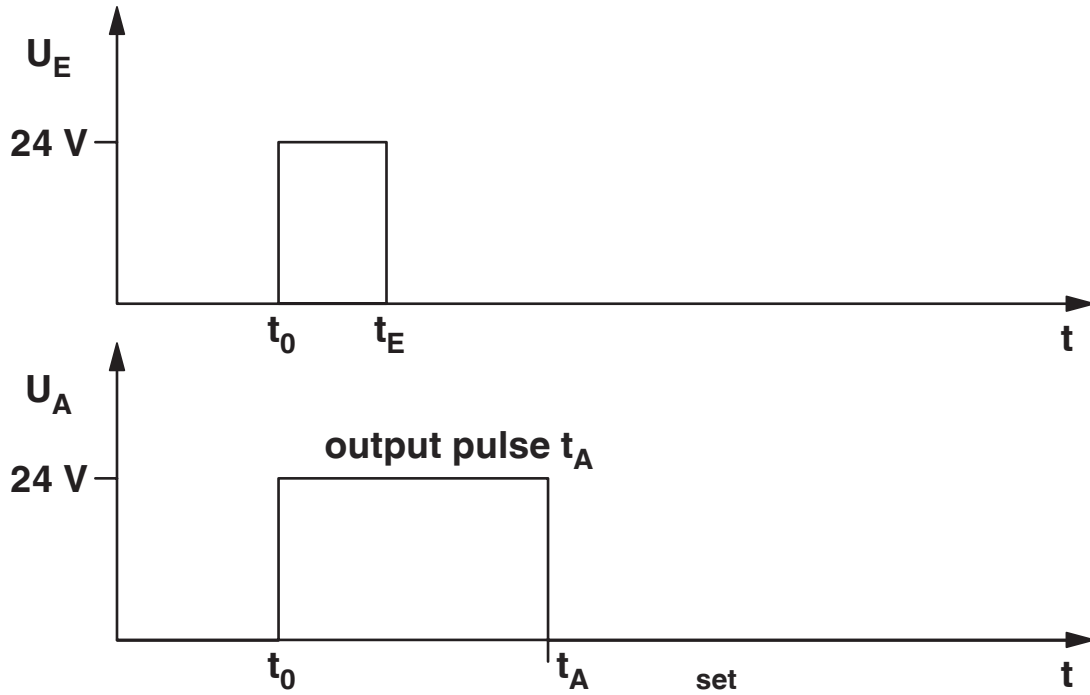 U_E
24 V
t_0 t_E t
U_A
output pulse t_A
24 V
t_0 t_A set t